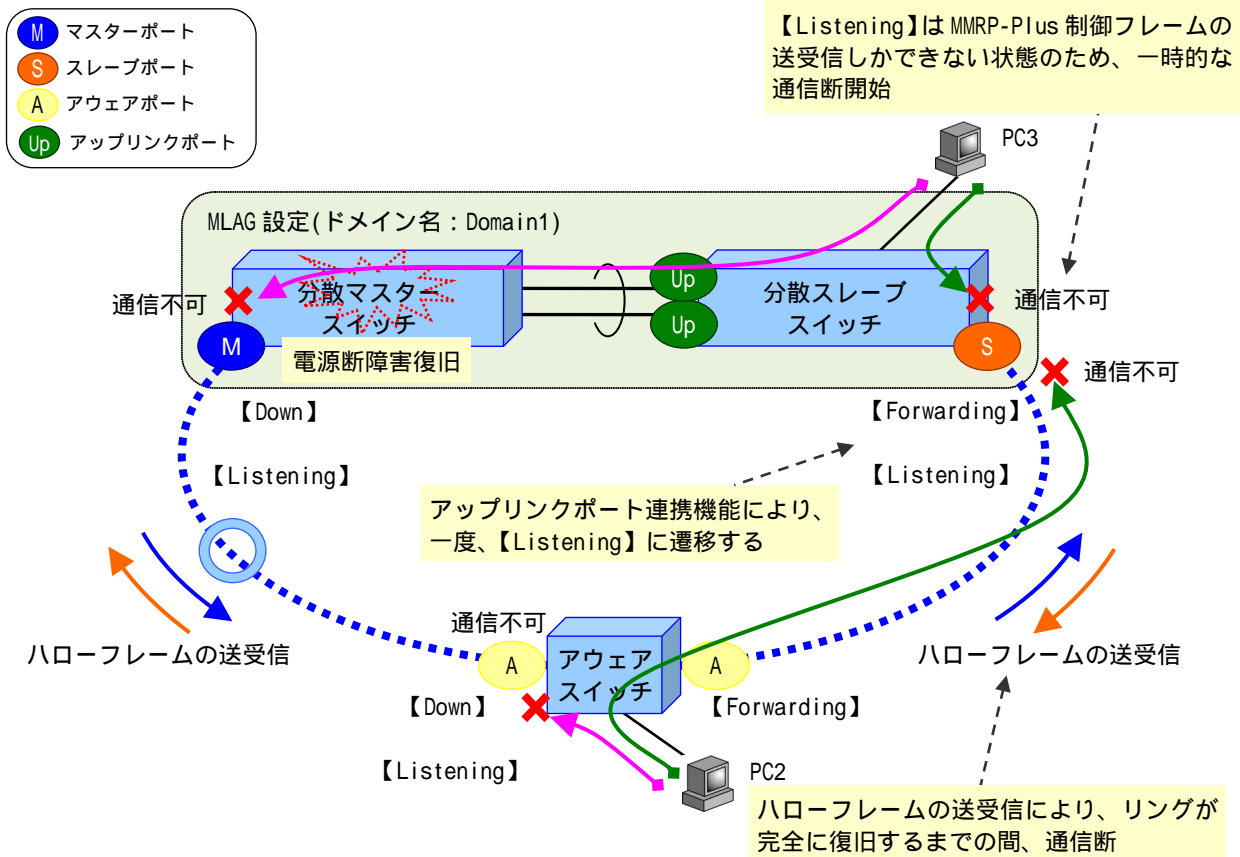 M マスターポート
S スレーブポート
A アウェアポート
Up アップリンクポート
【Listening】は MMRP-Plus 制御フレームの
送受信しかできない状態のため、一時的な
通信断開始
PC3
MLAG 設定(ドメイン名：Domain1)
分散マスター
スイッチ
Up
Up
分散スレーブ
スイッチ
通信不可
通信不可
M
電源断障害復旧
S
通信不可
【Down】
【Forwarding】
【Listening】
【Listening】
アップリンクポート連携機能により、
一度、【Listening】に遷移する
通信不可
ハローフレームの送受信
A
アウェア
スイッチ
A
ハローフレームの送受信
【Down】
【Forwarding】
【Listening】
PC2
ハローフレームの送受信により、リングが
完全に復旧するまでの間、通信断